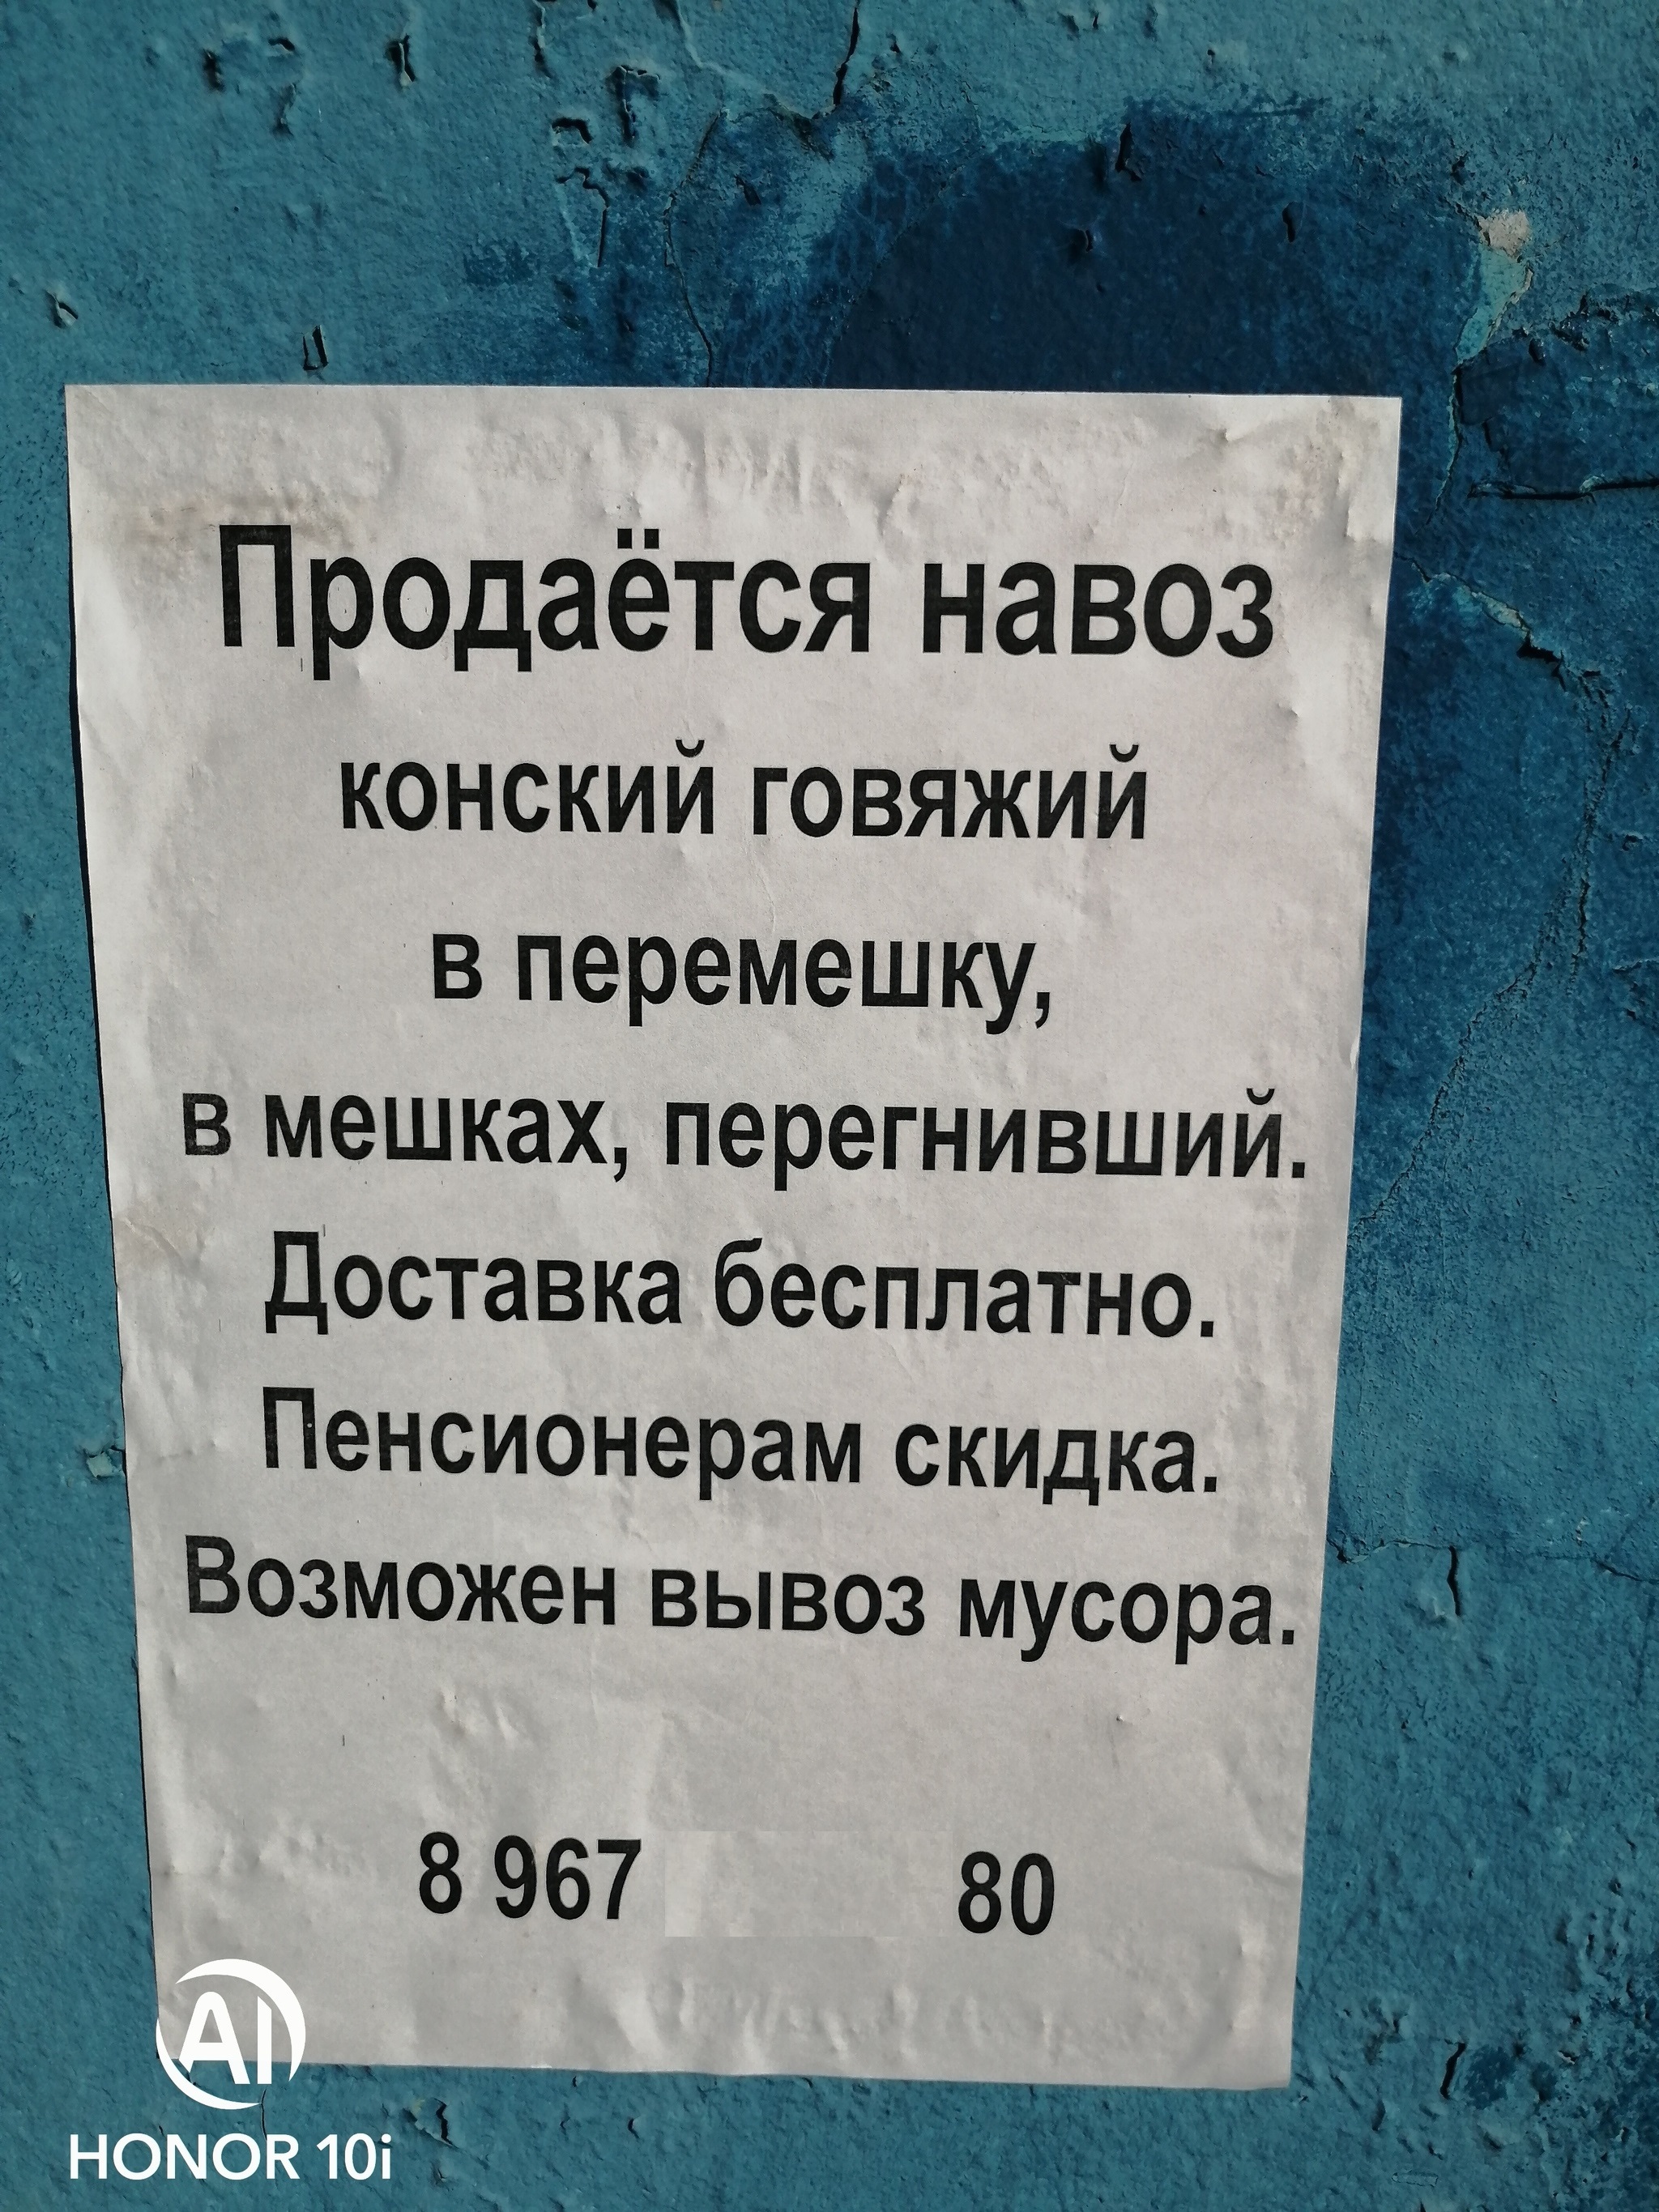 Продаётся навоз
конский говяжий
в перемешку,
в мешках, перегнивший.
Доставка бесплатно.
Пенсионерам скидка.
Возможен вывоз мусора.
8 967 80
AI
HONOR 10i